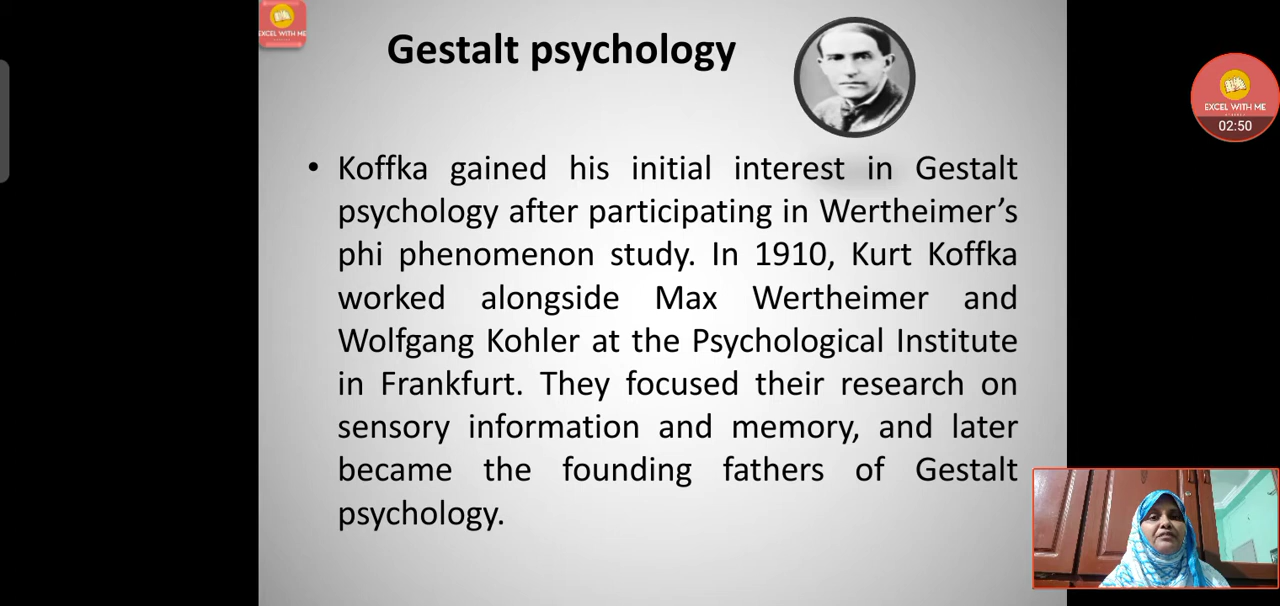 EXCEL WITH ME
Gestalt psychology
EXCEL WITH ME
02:50
• Koffka gained his initial interest in Gestalt
psychology after participating in Wertheimer’s
phi phenomenon study. In 1910, Kurt Koffka
worked alongside Max Wertheimer and
Wolfgang Kohler at the Psychological Institute
in Frankfurt. They focused their research on
sensory information and memory, and later
became the founding fathers of Gestalt
psychology.